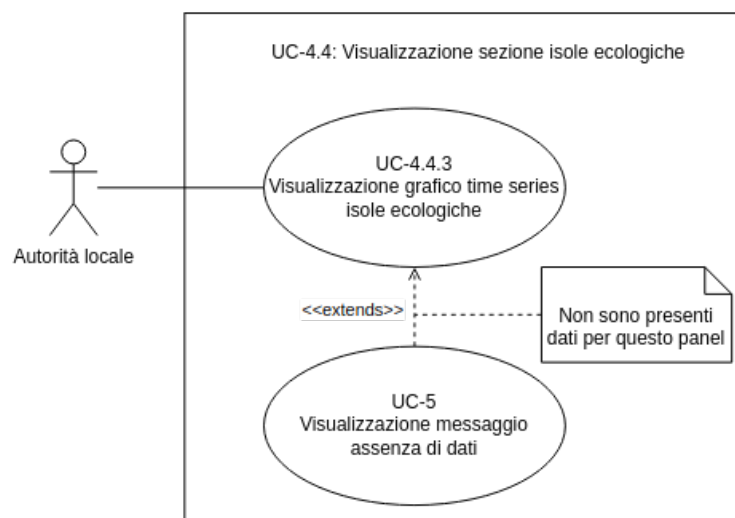 UC-4.4: Visualizzazione sezione isole ecologiche
UC-4.4.3
Visualizzazione grafico time series
isole ecologiche
Autorità locale
<<extends>>
Non sono presenti
dati per questo panel
UC-5
Visualizzazione messaggio
assenza di dati